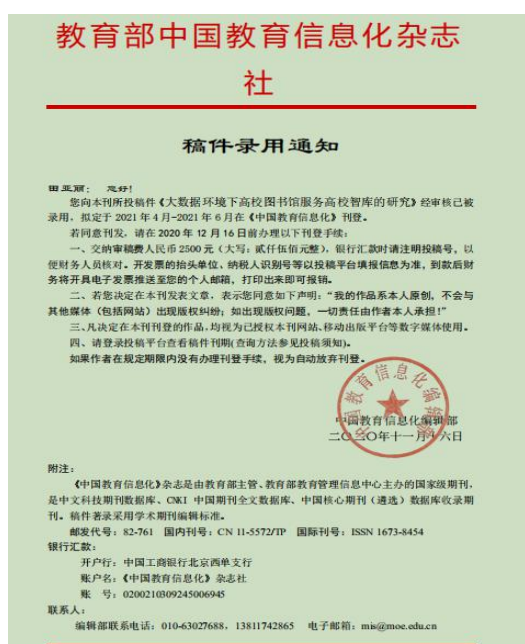 教育部中国教育信息化杂志
社
稿件录用通知
田亚丽： 您好！
您向本刊所投稿件《大数据环境下高校图书馆服务高校智库的研究》经审核已被
录用，拟定于 2021 年 4 月-2021 年 6 月在《中国教育信息化》刊登。
若同意刊发，请在 2020 年 12 月 16 日前办理以下刊登手续：
一、交纳审稿费人民币 2500 元（大写：贰仟伍佰元整），银行汇款时请注明投稿号，以
便财务人员核对。开发票的抬头单位、纳税人识别号等以投稿平台填报信息为准，到款后财
务将开具电子发票推送至您的个人邮箱，打印出来即可报销。
二、若您决定在本刊发表文章，表示您同意如下声明：“我的作品系本人原创，不会与
其他媒体（包括网站）出现版权纠纷；如出现版权问题，一切责任由作者本人承担！”
三、凡决定在本刊刊登的作品，均视为已授权本刊网站、移动出版平台等数字媒体使用。
四、请登录投稿平台查看稿件刊期(查询方法参见投稿须知)。
如果作者在规定期限内没有办理刊登手续，视为自动放弃刊登。
中国教育信息化编辑部
中国教育信息化编辑部
二〇二〇年十一月十六日
附注：
《中国教育信息化》杂志是由教育部主管、教育部教育管理信息中心主办的国家级期刊，
是中文科技期刊数据库、CNKI 中国期刊全文数据库、中国核心期刊（遴选）数据库收录期
刊。稿件著录采用学术期刊编辑标准。
邮发代号：82-761 国内刊号：CN 11-5572/TP 国际刊号：ISSN 1673-8454
银行汇款：
开户行：中国工商银行北京西单支行
账户名：《中国教育信息化》杂志社
账 号：0200210309245006945
联系人：
编辑部联系电话：010-63027688，13811742865 电子邮箱：mis@moe.edu.cn